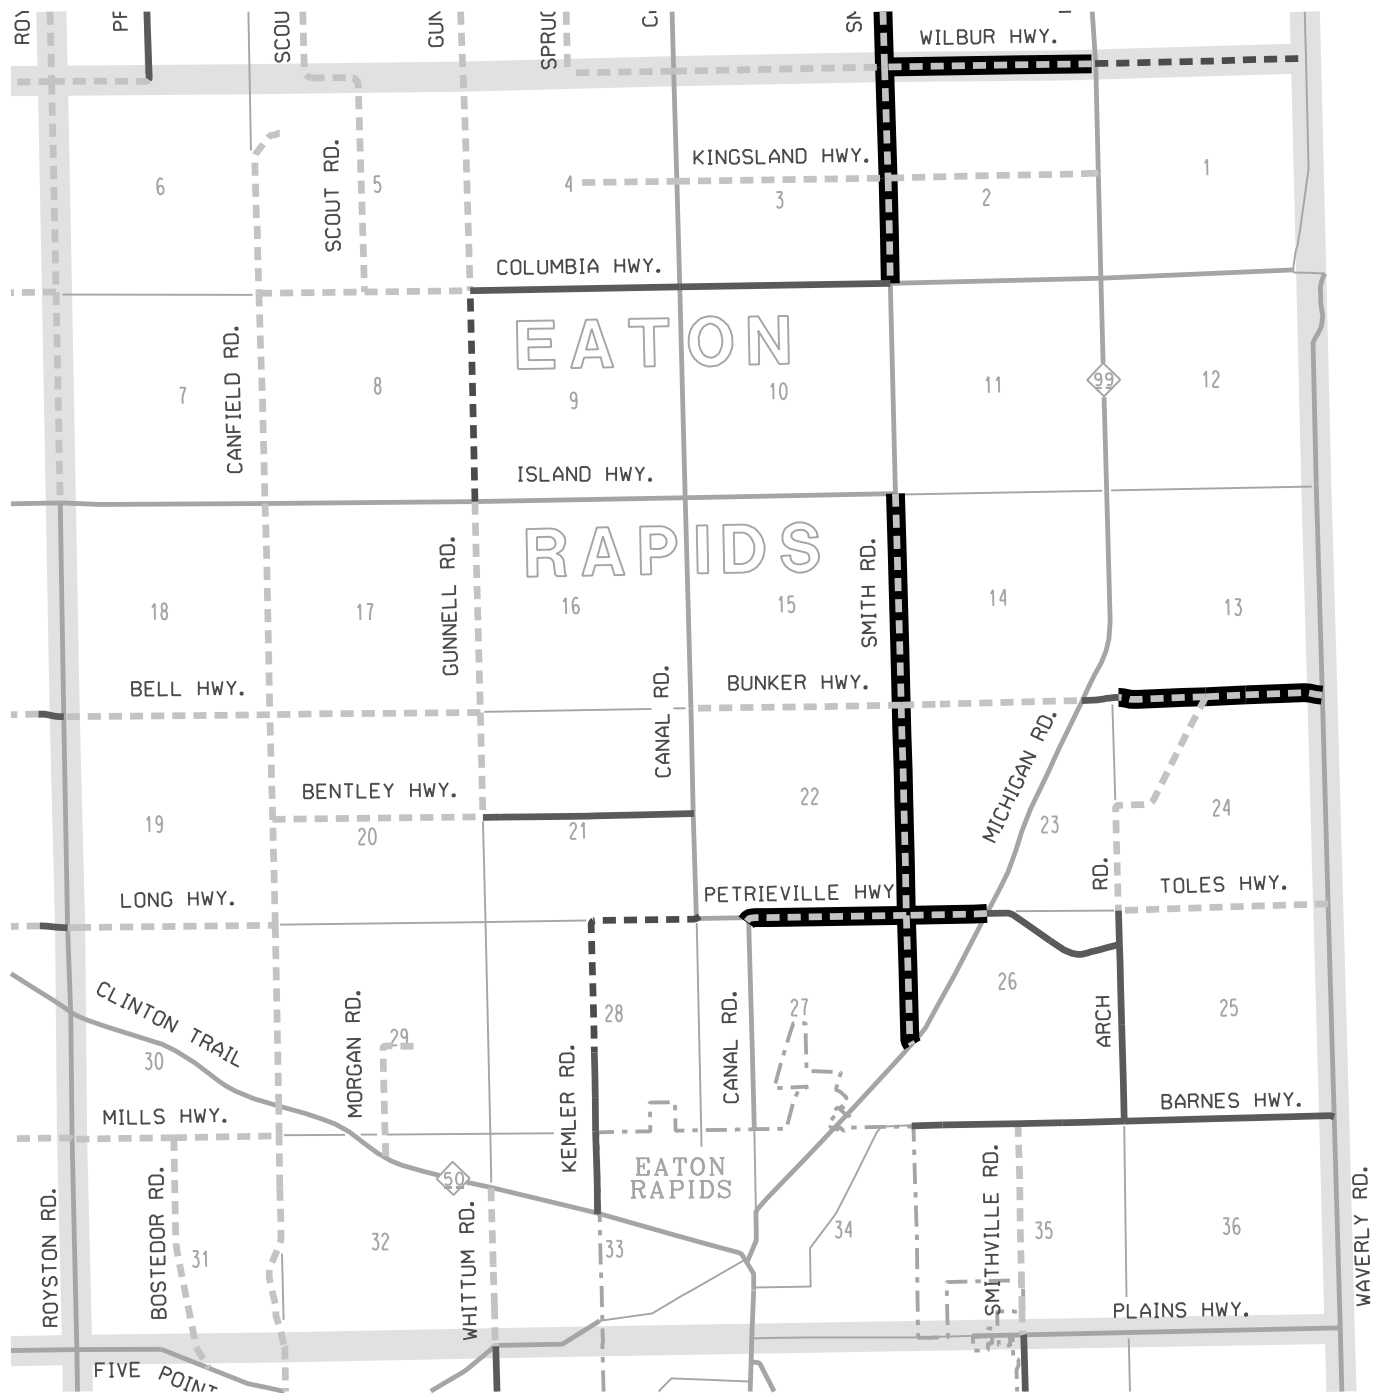 WILBUR HWY.
KINGSLAND HWY.
SCOUT RD.
6
5
4
3
2
1
COLUMBIA HWY.
EATON
CANFIELD RD.
7
8
9
10
11
99
12
ISLAND HWY.
RAPIDS
GUNNELL RD.
SMITH RD.
18
17
16
15
14
13
BELL HWY.
CANAL RD.
BUNKER HWY.
MICHIGAN RD.
BENTLEY HWY.
19
20
21
22
23
24
LONG HWY.
PETRIEVILLE HWY
RD.
TOLES HWY.
CLINTON TRAIL
30
MORGAN RD.
29
28
KEMLER RD.
CANAL RD.
27
26
ARCH
25
MILLS HWY.
BARNES HWY.
EATON
RAPIDS
50
ROYSTON RD.
BOSTEDOR RD.
31
32
WHITTUM RD.
33
34
SMITHVILLE RD.
35
36
WAVERLY RD.
PLAINS HWY.
FIVE POINT